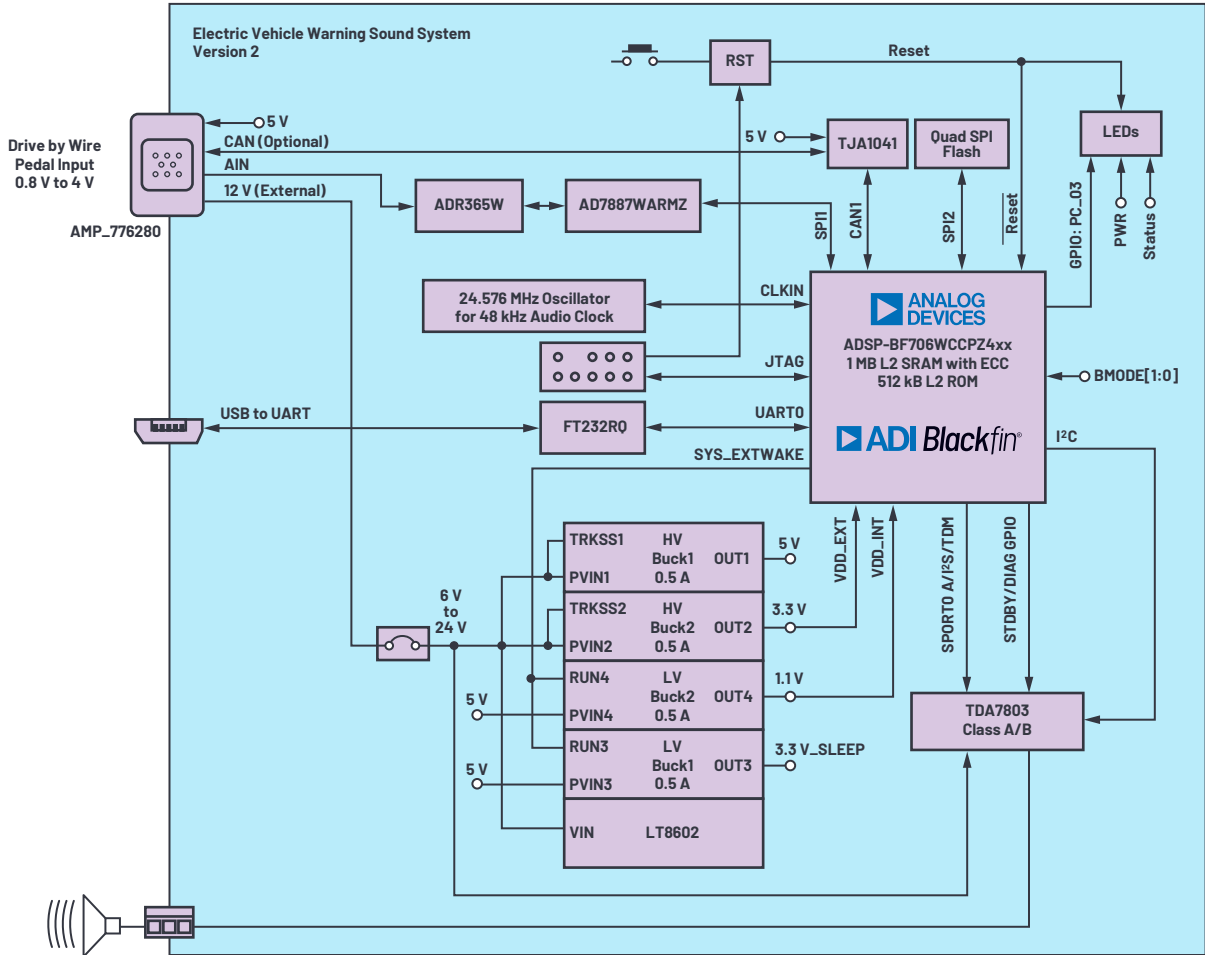 Electric Vehicle Warning Sound System
Version 2
RST
Reset
5 V
CAN (Optional)
AIN
12 V (External)
Drive by Wire
Pedal Input
0.8 V to 4 V
AMP_776280
5 V
TJA1041
Quad SPI
Flash
LEDs
ADR365W
AD7887WARMZ
SPI1
CAN1
SPI2
Reset
GPIO: PC_03
PWR
Status
24.576 MHz Oscillator
for 48 kHz Audio Clock
CLKIN
JTAG
ANALOG
DEVICES
ADSP-BF706WCCPZ4xx
1 MB L2 SRAM with ECC
512 kB L2 ROM
ADI Blackfin®
BMODE[1:0]
I²C
USB to UART
FT232RQ
UART0
SYS_EXTWAKE
VDD_EXT
VDD_INT
SPORT0 A/I²S/TDM
STDBY/DIAG GPIO
6 V
to
24 V
TRKSS1
HV
Buck1
0.5 A
OUT1
5 V
PVIN1
TRKSS2
HV
Buck2
0.5 A
OUT2
3.3 V
PVIN2
RUN4
LV
Buck2
0.5 A
OUT4
1.1 V
5 V
PVIN4
RUN3
LV
Buck1
0.5 A
OUT3
3.3 V_SLEEP
5 V
PVIN3
VIN
LT8602
TDA7803
Class A/B